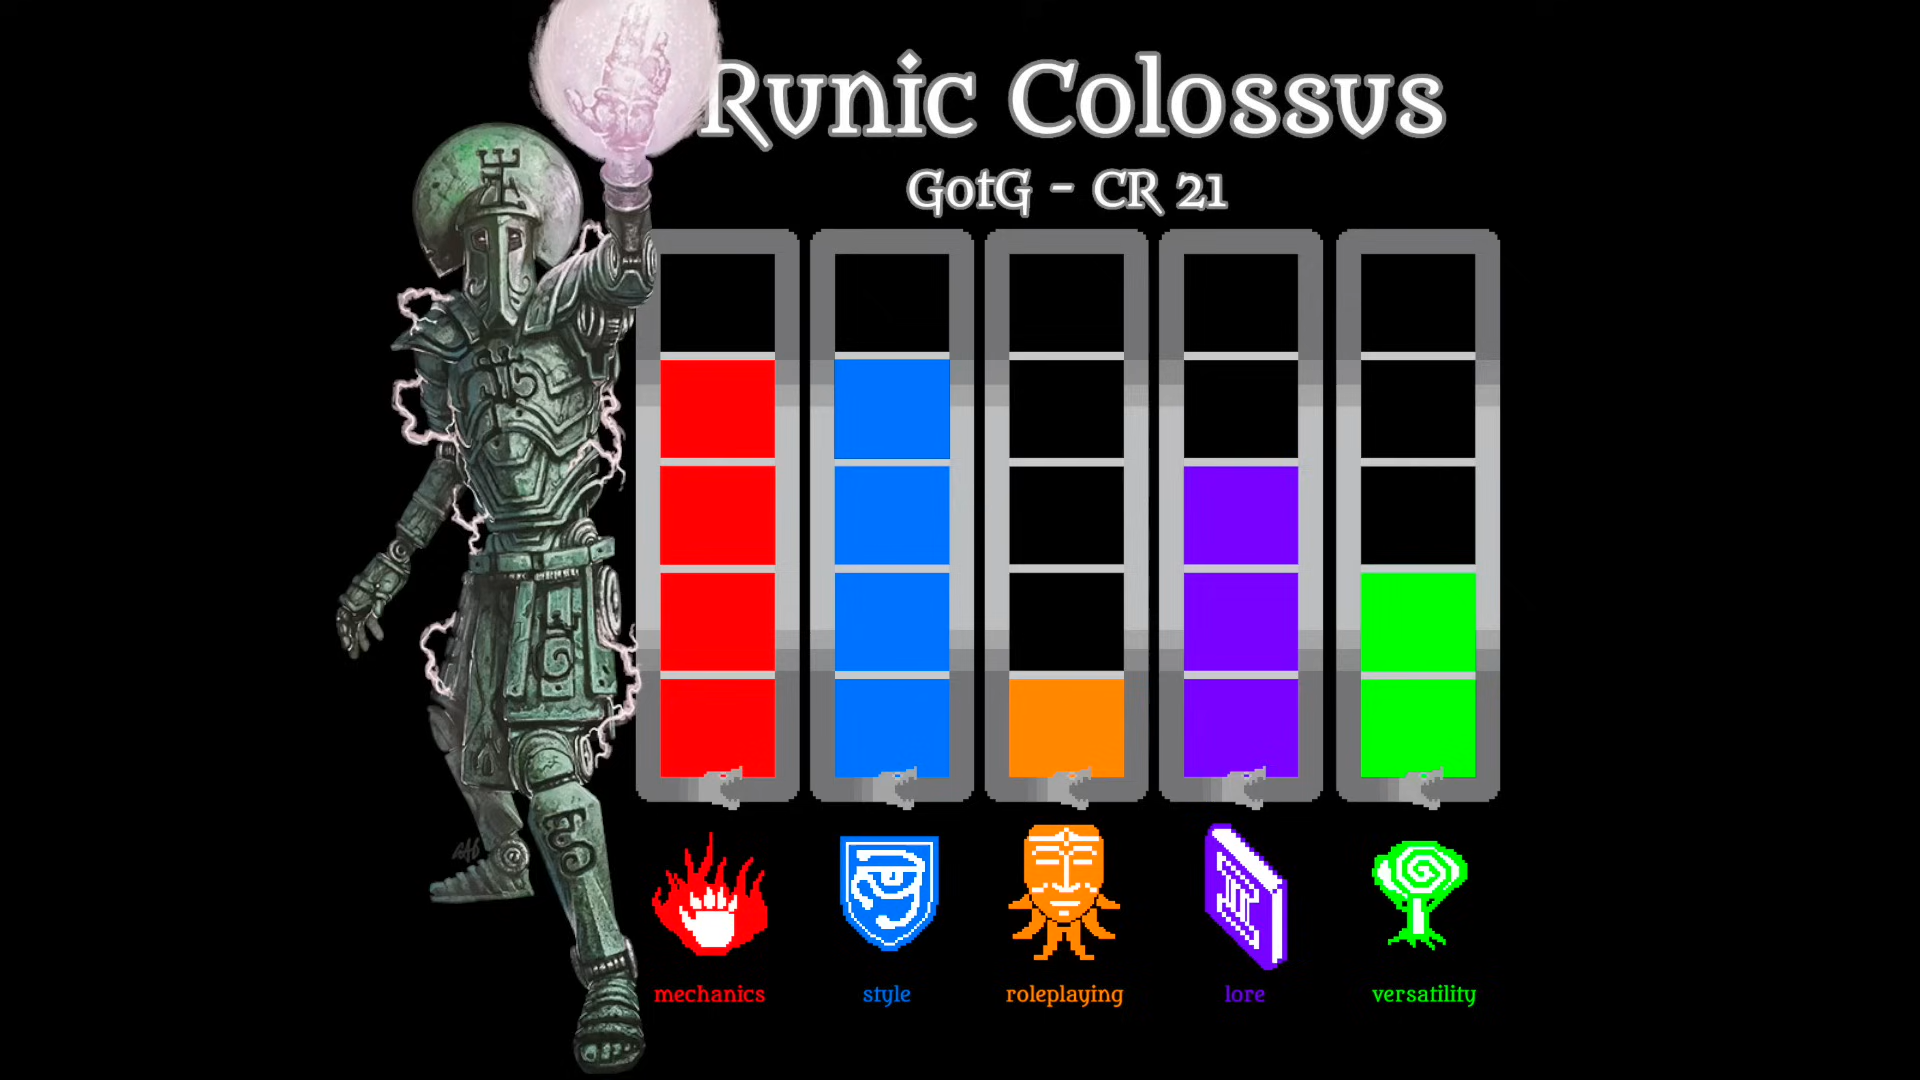 Runic Colossus
GotG - CR 21
mechanics
style
roleplaying
lore
versatility